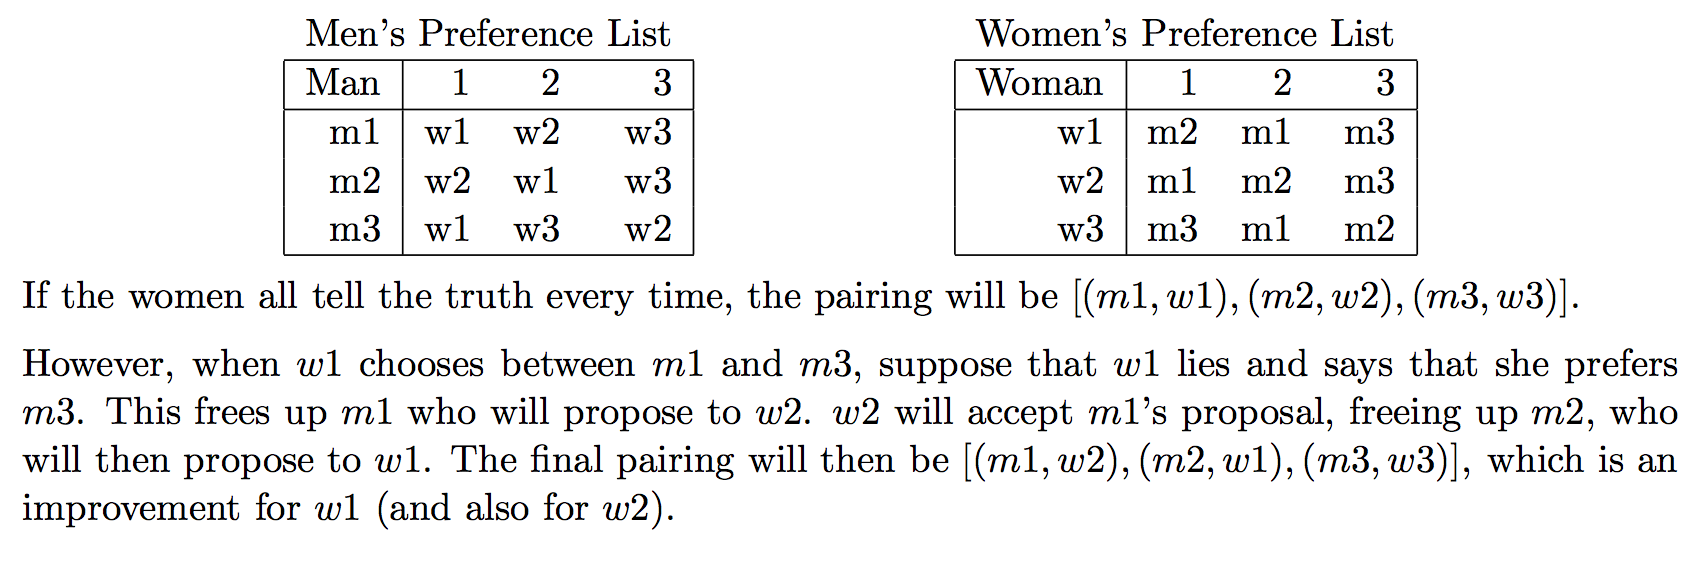 Men's Preference List
Man 1 2 3
m1 w1 w2 w3
m2 w2 w1 w3
m3 w1 w3 w2
Women's Preference List
Woman 1 2 3
w1 m2 m1 m3
w2 m1 m2 m3
w3 m3 m1 m2
If the women all tell the truth every time, the pairing will be [(m1, w1), (m2, w2), (m3, w3)].
However, when w1 chooses between m1 and m3, suppose that w1 lies and says that she prefers
m3. This frees up m1 who will propose to w2. w2 will accept m1's proposal, freeing up m2, who
will then propose to w1. The final pairing will then be [(m1, w2), (m2, w1), (m3, w3)], which is an
improvement for w1 (and also for w2).